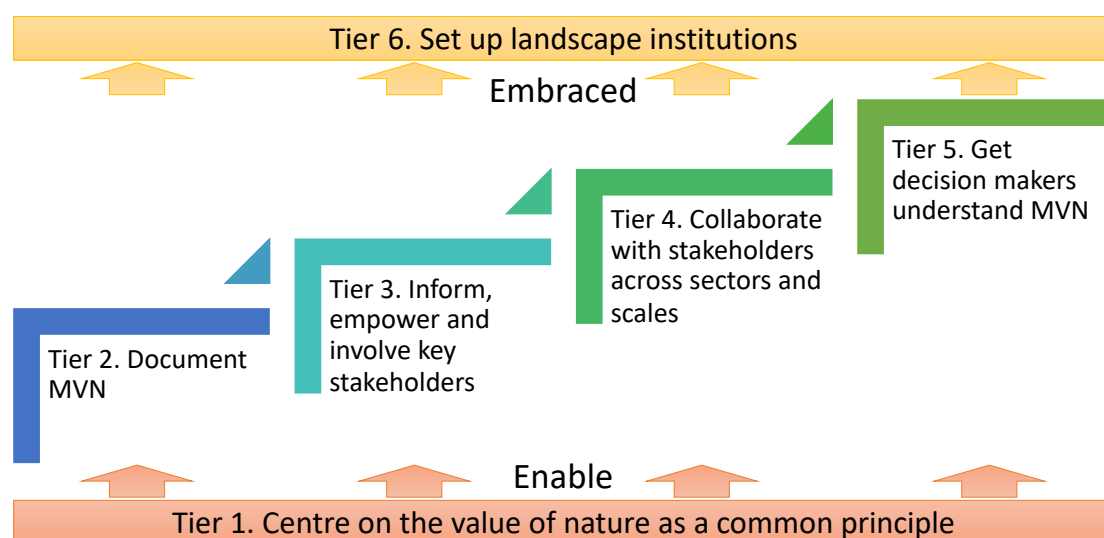 Tier 6. Set up landscape institutions
Embraced
Tier 5. Get
decision makers
understand MVN
Tier 4. Collaborate
with stakeholders
across sectors and
scales
Tier 3. Inform,
empower and
involve key
stakeholders
Tier 2. Document
MVN
Enable
Tier 1. Centre on the value of nature as a common principle